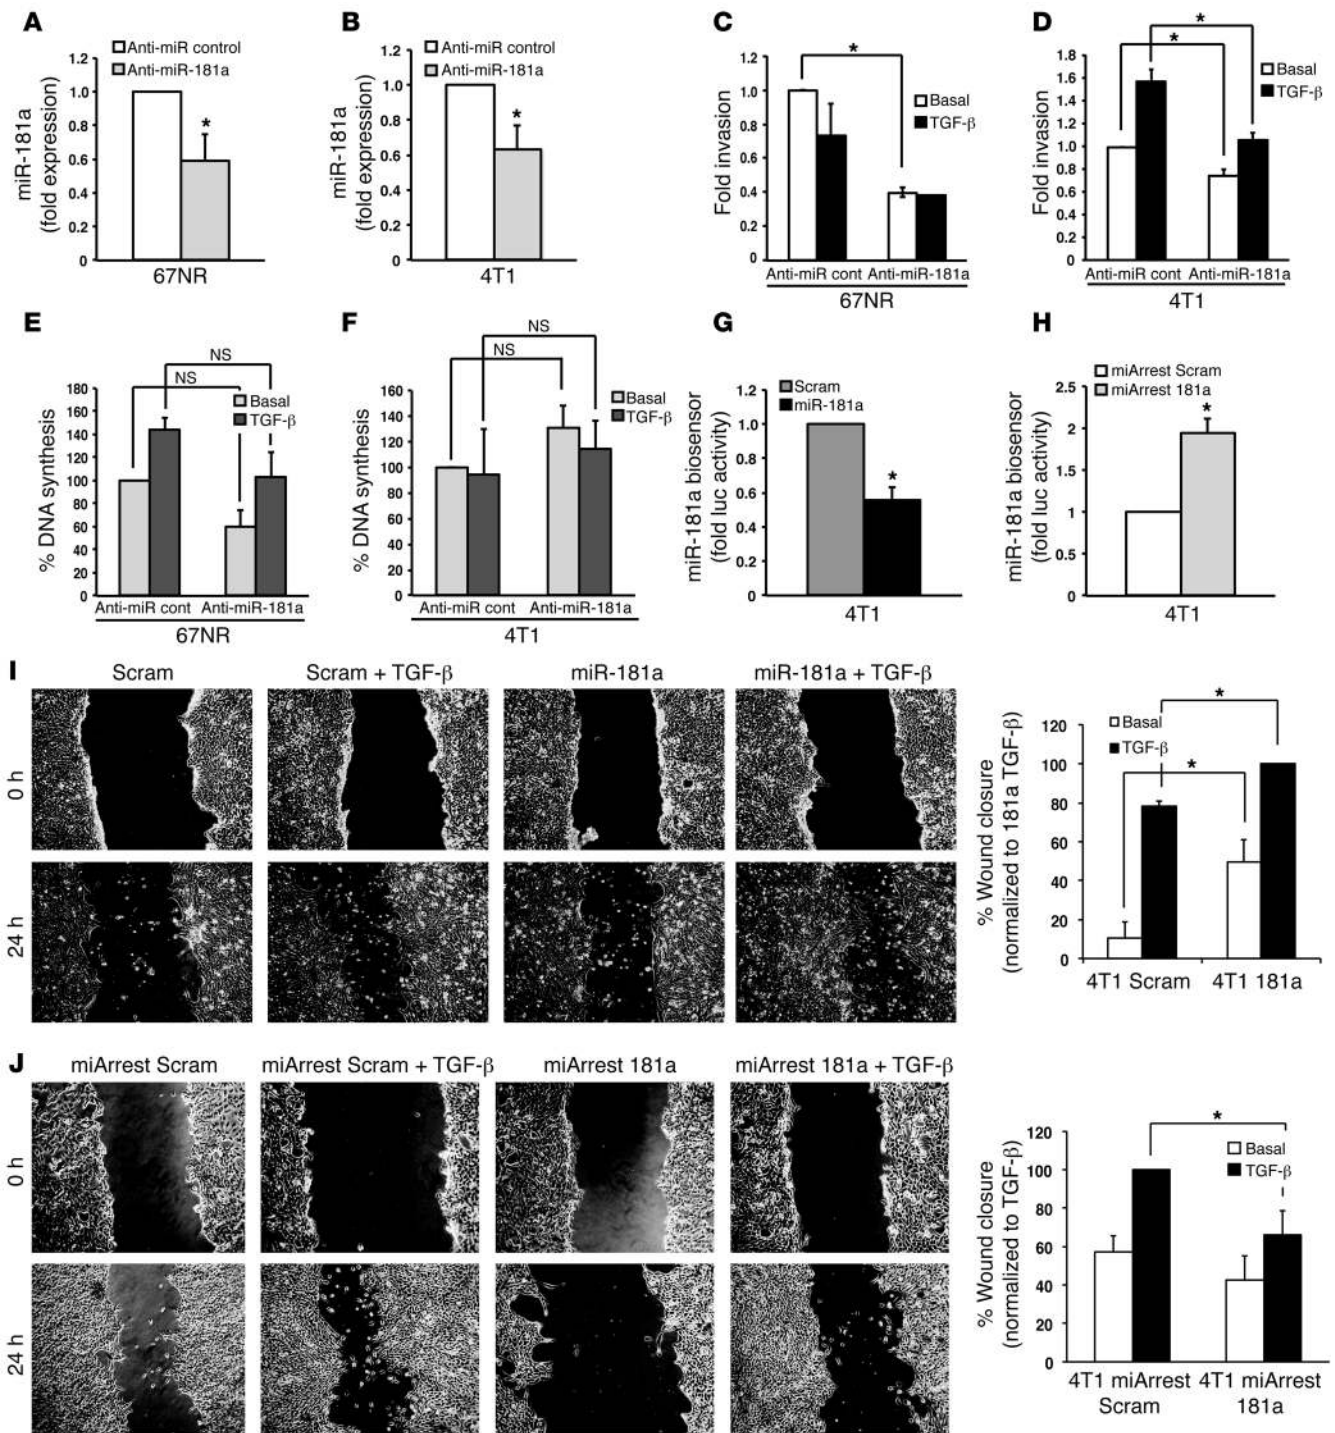 A
Anti-miR control
Anti-miR-181a
miR-181a
(fold expression)
1.2
1.0
0.8
0.6
0.4
0.2
0
*
67NR
B
Anti-miR control
Anti-miR-181a
miR-181a
(fold expression)
1.2
1.0
0.8
0.6
0.4
0.2
0
*
4T1
C
Fold invasion
1.2
1.0
0.8
0.6
0.4
0.2
0
*
Basal
TGF-β
Anti-miR cont Anti-miR-181a
67NR
D
Fold invasion
1.8
1.6
1.4
1.2
1.0
0.8
0.6
0.4
0.2
0
*
*
Basal
TGF-β
Anti-miR cont Anti-miR-181a
4T1
E
% DNA synthesis
180
160
140
120
100
80
60
40
20
0
NS
NS
Basal
TGF-β
Anti-miR cont Anti-miR-181a
67NR
F
% DNA synthesis
160
140
120
100
80
60
40
20
0
NS
NS
Basal
TGF-β
Anti-miR cont Anti-miR-181a
4T1
G
Scram
miR-181a
miR-181a biosensor
(fold luc activity)
1.2
1.0
0.8
0.6
0.4
0.2
0
*
4T1
H
miArrest Scram
miArrest 181a
miR-181a biosensor
(fold luc activity)
2.5
2
1.5
1
0.5
0
*
4T1
I
Scram Scram + TGF-β miR-181a miR-181a + TGF-β
0 h
24 h
% Wound closure
(normalized to 181a TGF-β)
120
100
80
60
40
20
0
Basal
TGF-β
*
*
4T1 Scram 4T1 181a
J
miArrest Scram miArrest Scram + TGF-β miArrest 181a miArrest 181a + TGF-β
0 h
24 h
% Wound closure
(normalized to TGF-β)
120
100
80
60
40
20
0
*
Basal
TGF-β
4T1 miArrest 4T1 miArrest
Scram 181a